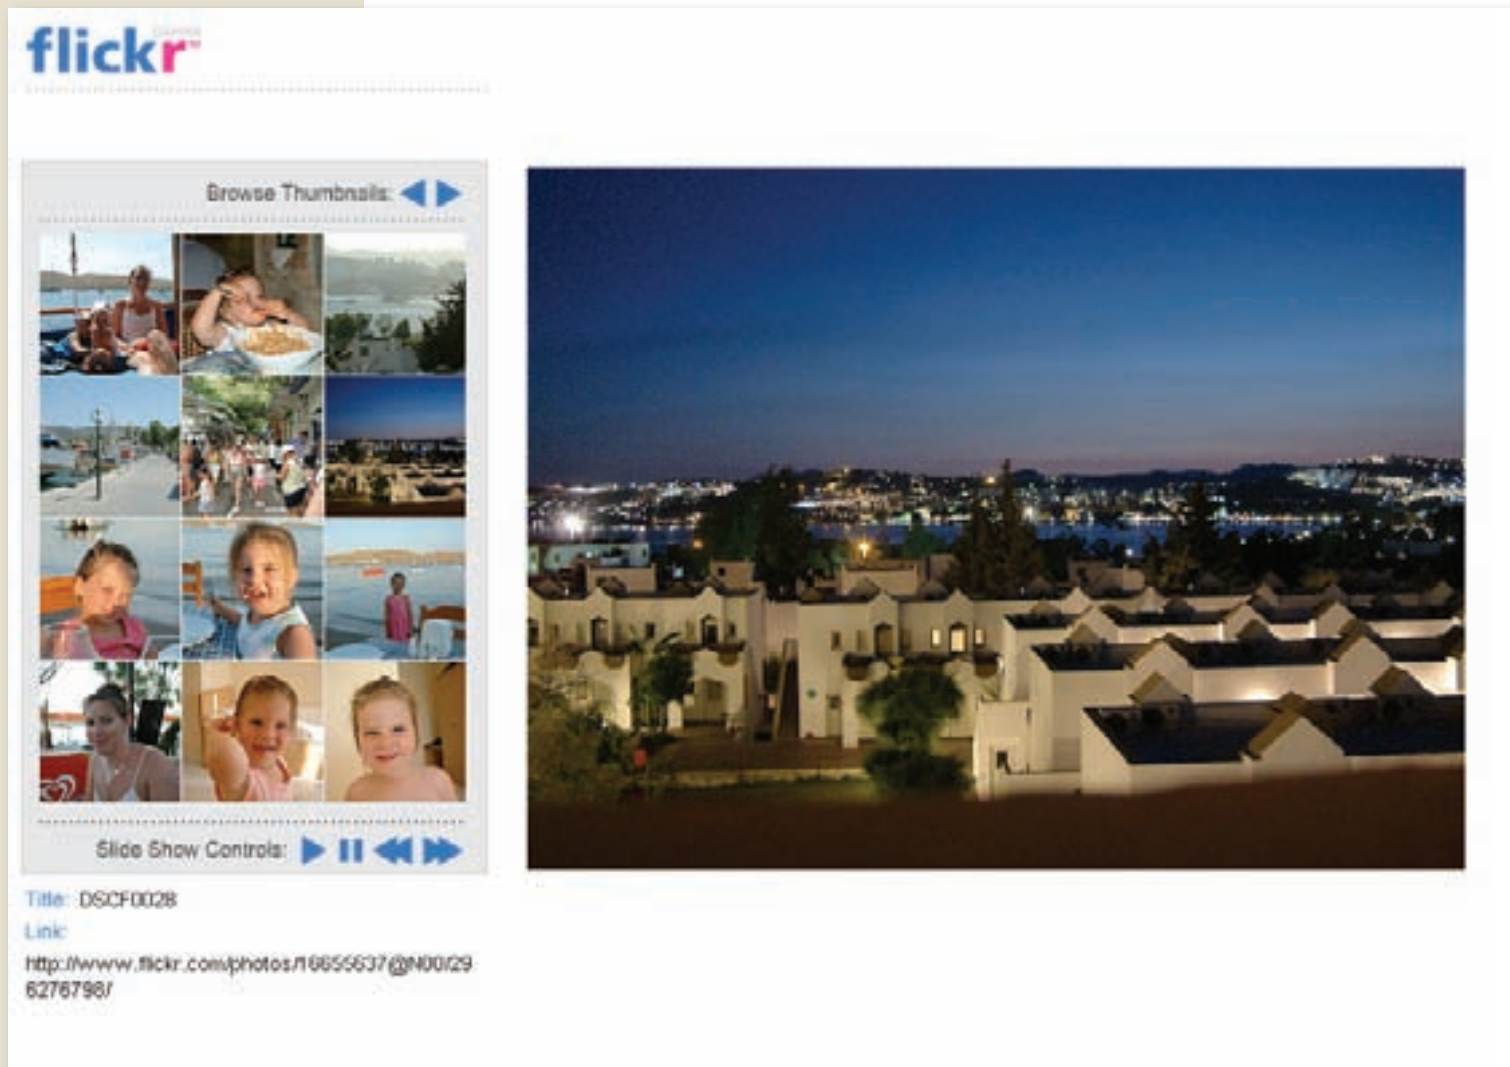 flickr
Browse Thumbnails:
Slide Show Controls:
Title: DSCF0028
Link:
http://www.flickr.com/photos/16655637@N00/29
6276798/